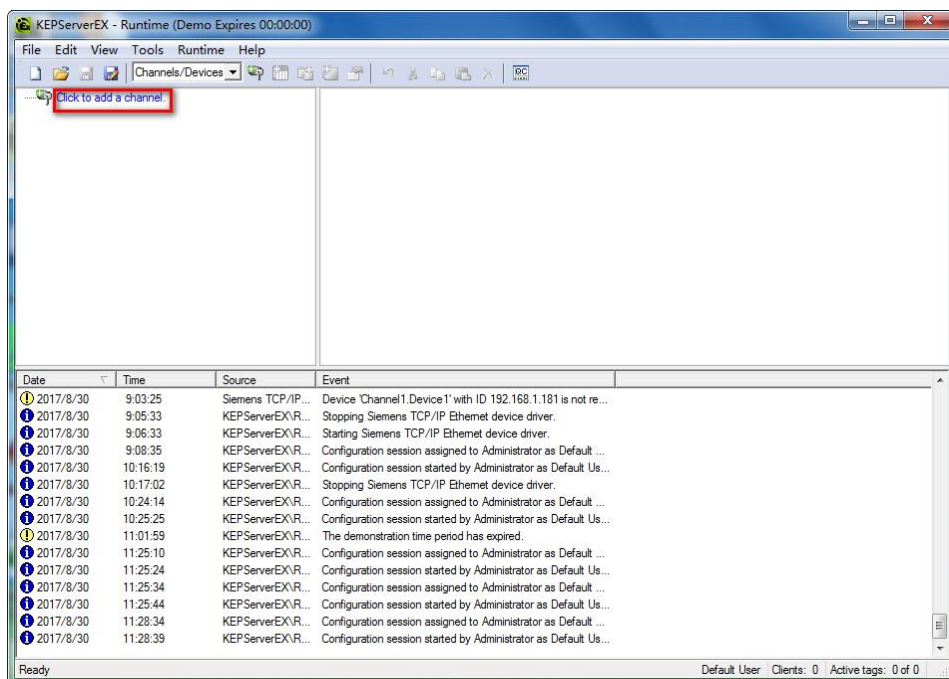 KEPServerEX - Runtime (Demo Expires 00:00:00)
File Edit View Tools Runtime Help
Channels/Devices
Click to add a channel.
Date Time Source Event
2017/8/30 9:03:25 Siemens TCP/IP... Device 'Channel1.Device1' with ID 192.168.1.181 is not re...
2017/8/30 9:05:33 KEPServerEX\R... Stopping Siemens TCP/IP Ethernet device driver.
2017/8/30 9:06:33 KEPServerEX\R... Starting Siemens TCP/IP Ethernet device driver.
2017/8/30 9:08:35 KEPServerEX\R... Configuration session assigned to Administrator as Default ...
2017/8/30 10:16:19 KEPServerEX\R... Configuration session started by Administrator as Default Us...
2017/8/30 10:17:02 KEPServerEX\R... Stopping Siemens TCP/IP Ethernet device driver.
2017/8/30 10:24:14 KEPServerEX\R... Configuration session assigned to Administrator as Default ...
2017/8/30 10:25:25 KEPServerEX\R... Configuration session started by Administrator as Default Us...
2017/8/30 11:01:59 KEPServerEX\R... The demonstration time period has expired.
2017/8/30 11:25:10 KEPServerEX\R... Configuration session assigned to Administrator as Default ...
2017/8/30 11:25:24 KEPServerEX\R... Configuration session started by Administrator as Default Us...
2017/8/30 11:25:34 KEPServerEX\R... Configuration session assigned to Administrator as Default ...
2017/8/30 11:25:44 KEPServerEX\R... Configuration session started by Administrator as Default Us...
2017/8/30 11:28:34 KEPServerEX\R... Configuration session assigned to Administrator as Default ...
2017/8/30 11:28:39 KEPServerEX\R... Configuration session started by Administrator as Default Us...
Ready Default User Clients: 0 Active tags: 0 of 0